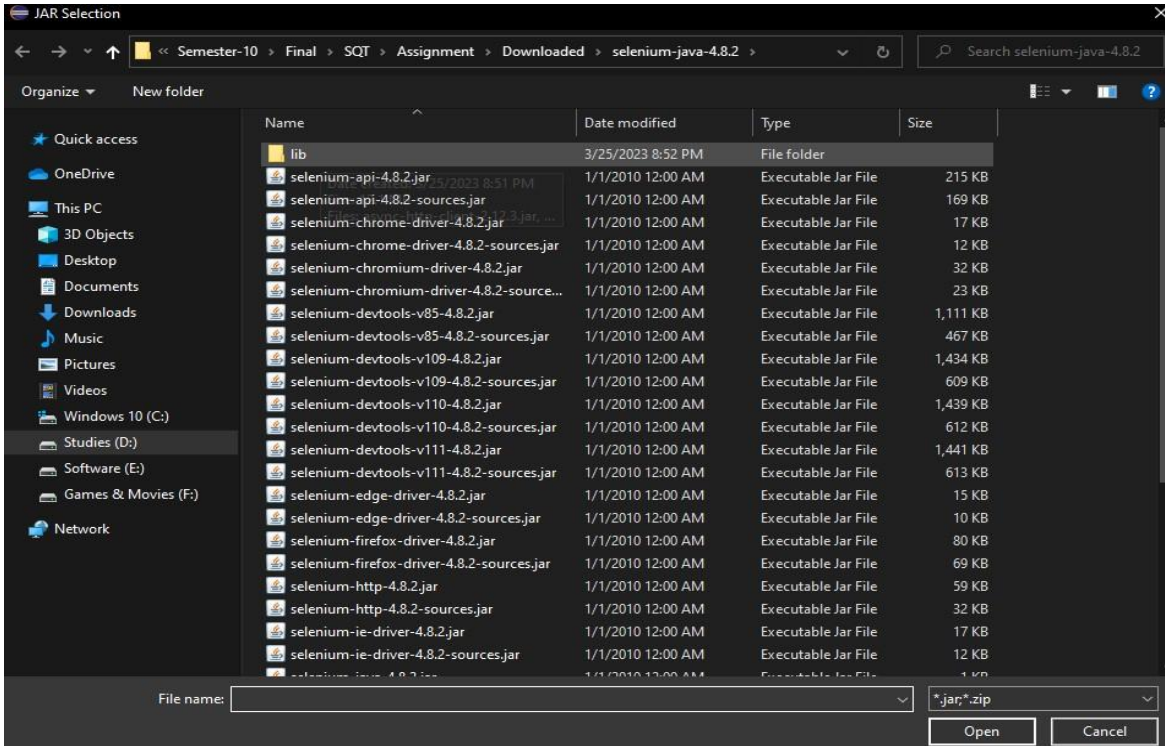 JAR Selection
« Semester-10 > Final > SQT > Assignment > Downloaded > selenium-java-4.8.2 >
Search selenium-java-4.8.2
Organize
New folder
Name Date modified Type Size
Quick access
OneDrive
This PC
3D Objects
Desktop
Documents
Downloads
Music
Pictures
Videos
Windows 10 (C:)
Studies (D:)
Software (E:)
Games & Movies (F:)
Network
lib 3/25/2023 8:52 PM File folder
selenium-api-4.8.2.jar 1/1/2010 12:00 AM Executable Jar File 215 KB
Date created: 3/25/2023 8:51 PM
selenium-api-4.8.2-sources.jar 1/1/2010 12:00 AM Executable Jar File 169 KB
Files: async-http-client-2.12.3.jar, ...
selenium-chrome-driver-4.8.2.jar 1/1/2010 12:00 AM Executable Jar File 17 KB
selenium-chrome-driver-4.8.2-sources.jar 1/1/2010 12:00 AM Executable Jar File 12 KB
selenium-chromium-driver-4.8.2.jar 1/1/2010 12:00 AM Executable Jar File 32 KB
selenium-chromium-driver-4.8.2-source... 1/1/2010 12:00 AM Executable Jar File 23 KB
selenium-devtools-v85-4.8.2.jar 1/1/2010 12:00 AM Executable Jar File 1,111 KB
selenium-devtools-v85-4.8.2-sources.jar 1/1/2010 12:00 AM Executable Jar File 467 KB
selenium-devtools-v109-4.8.2.jar 1/1/2010 12:00 AM Executable Jar File 1,434 KB
selenium-devtools-v109-4.8.2-sources.jar 1/1/2010 12:00 AM Executable Jar File 609 KB
selenium-devtools-v110-4.8.2.jar 1/1/2010 12:00 AM Executable Jar File 1,439 KB
selenium-devtools-v110-4.8.2-sources.jar 1/1/2010 12:00 AM Executable Jar File 612 KB
selenium-devtools-v111-4.8.2.jar 1/1/2010 12:00 AM Executable Jar File 1,441 KB
selenium-devtools-v111-4.8.2-sources.jar 1/1/2010 12:00 AM Executable Jar File 613 KB
selenium-edge-driver-4.8.2.jar 1/1/2010 12:00 AM Executable Jar File 15 KB
selenium-edge-driver-4.8.2-sources.jar 1/1/2010 12:00 AM Executable Jar File 10 KB
selenium-firefox-driver-4.8.2.jar 1/1/2010 12:00 AM Executable Jar File 80 KB
selenium-firefox-driver-4.8.2-sources.jar 1/1/2010 12:00 AM Executable Jar File 69 KB
selenium-http-4.8.2.jar 1/1/2010 12:00 AM Executable Jar File 59 KB
selenium-http-4.8.2-sources.jar 1/1/2010 12:00 AM Executable Jar File 32 KB
selenium-ie-driver-4.8.2.jar 1/1/2010 12:00 AM Executable Jar File 17 KB
selenium-ie-driver-4.8.2-sources.jar 1/1/2010 12:00 AM Executable Jar File 12 KB
File name:
*.jar;*.zip
Open
Cancel